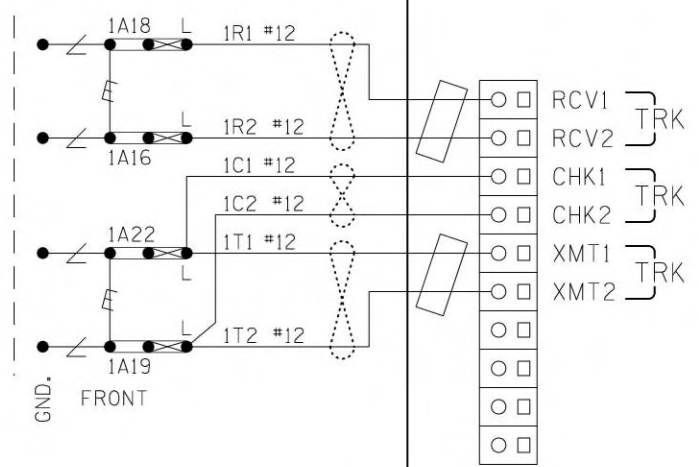 1A18
L
1R1 #12
RCV1
TRK
L
1R2 #12
RCV2
1A16
1C1 #12
CHK1
TRK
1C2 #12
CHK2
1A22
1T1 #12
XMT1
TRK
L
XMT2
L
1T2 #12
1A19
GND.
FRONT
E
E